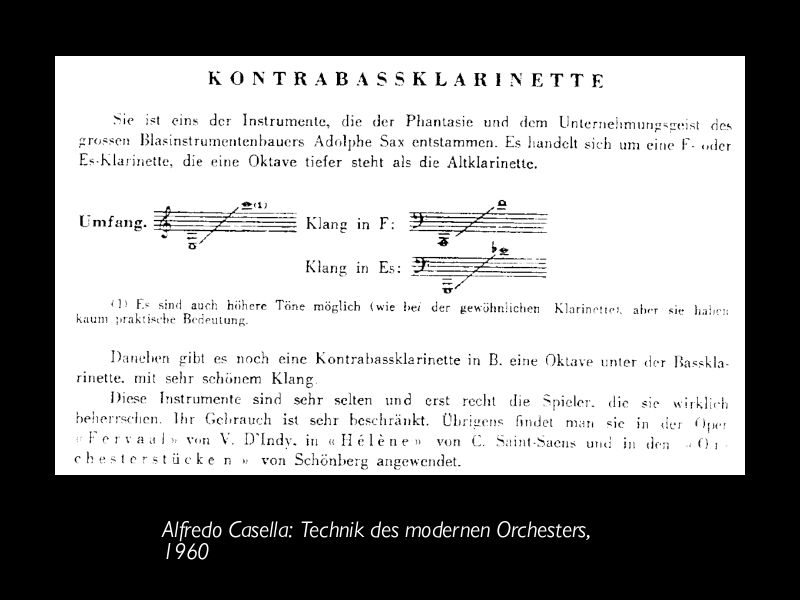 KONTRABASSKLARINETTE
Sie ist eins der Instrumente, die der Phantasie und dem Unternehmungsgeist des
grossen Blasinstrumentenbauers Adolphe Sax entstammen. Es handelt sich um eine F- oder
Es-Klarinette, die eine Oktave tiefer steht als die Altklarinette.
Umfang. (1) Klang in F:
Klang in Es:
(1) Es sind auch höhere Töne möglich (wie bei der gewöhnlichen Klarinette), aber sie haben
kaum praktische Bedeutung.
Daneben gibt es noch eine Kontrabassklarinette in B, eine Oktave unter der Basskla-
rinette, mit sehr schönem Klang.
Diese Instrumente sind sehr selten und erst recht die Spieler, die sie wirklich
beherrschen. Ihr Gebrauch ist sehr beschränkt. Übrigens findet man sie in der Oper
«Fervaal» von V. D'Indy, in «Hélène» von C. Saint-Saens und in den «Or-
chesterstücken» von Schönberg angewendet.
Alfredo Casella: Technik des modernen Orchesters,
1960